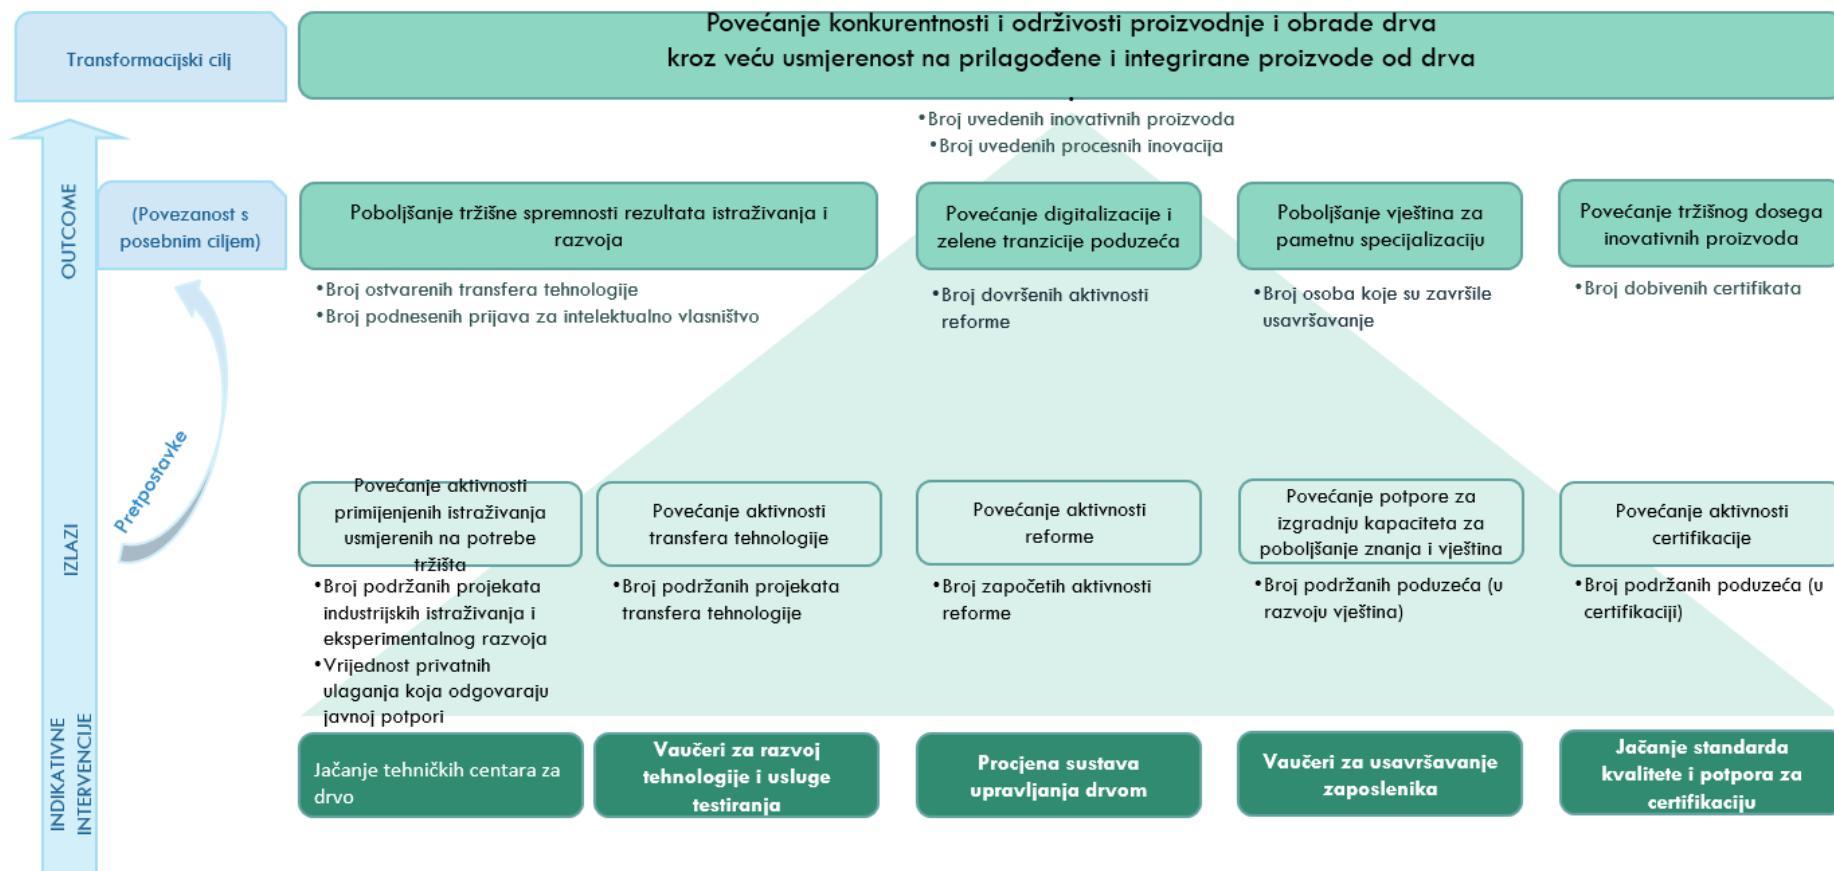 Transformacijski cilj
Povećanje konkurentnosti i održivosti proizvodnje i obrade drva
kroz veću usmjerenost na prilagođene i integrirane proizvode od drva
•
•Broj uvedenih inovativnih proizvoda
•Broj uvedenih procesnih inovacija
OUTCOME
(Povezanost s
posebnim ciljem)
Poboljšanje tržišne spremnosti rezultata istraživanja i
razvoja
•Broj ostvarenih transfera tehnologije
•Broj podnesenih prijava za intelektualno vlasništvo
Povećanje digitalizacije i
zelene tranzicije poduzeća
•Broj dovršenih aktivnosti
reforme
Poboljšanje vještina za
pametnu specijalizaciju
•Broj osoba koje su završile
usavršavanje
Povećanje tržišnog dosega
inovativnih proizvoda
•Broj dobivenih certifikata
Pretpostavke
IZLAZI
Povećanje aktivnosti
primijenjenih istraživanja
usmjerenih na potrebe
tržišta
•Broj podržanih projekata
industrijskih istraživanja i
eksperimentalnog razvoja
•Vrijednost privatnih
ulaganja koja odgovaraju
javnoj potpori
Povećanje aktivnosti
transfera tehnologije
•Broj podržanih projekata
transfera tehnologije
Povećanje aktivnosti
reforme
•Broj započetih aktivnosti
reforme
Povećanje potpore za
izgradnju kapaciteta za
poboljšanje znanja i vještina
•Broj podržanih poduzeća (u
razvoju vještina)
Povećanje aktivnosti
certifikacije
•Broj podržanih poduzeća (u
certifikaciji)
INDIKATIVNE
INTERVENCIJE
Jačanje tehničkih centara za
drvo
Vaučeri za razvoj
tehnologije i usluge
testiranja
Procjena sustava
upravljanja drvom
Vaučeri za usavršavanje
zaposlenika
Jačanje standarda
kvalitete i potpora za
certifikaciju